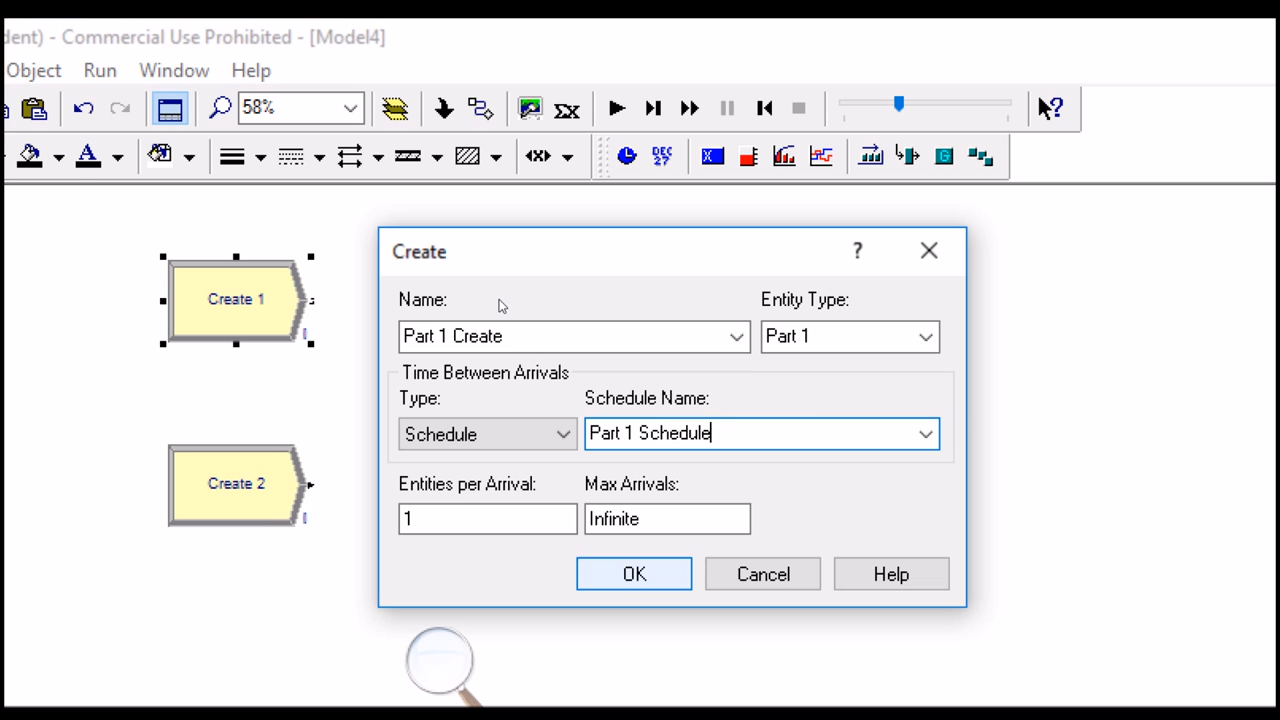 dent) - Commercial Use Prohibited - [Model4]
Object Run Window Help
58%
DEC 27
Create
Create 1
Name: Entity Type:
Part 1 Create Part 1
Time Between Arrivals
Type: Schedule Name:
Schedule Part 1 Schedule
Create 2
Entities per Arrival: Max Arrivals:
1 Infinite
OK Cancel Help